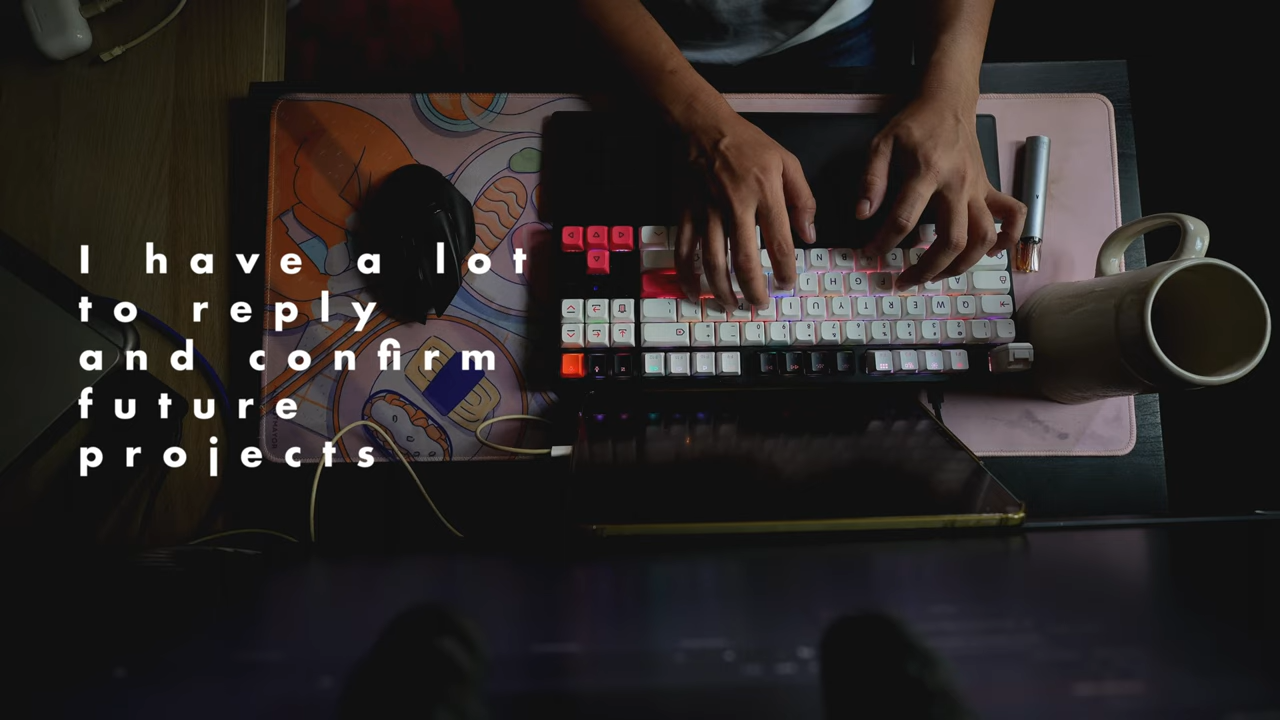 I have a lot
to reply
and confirm
future
projects